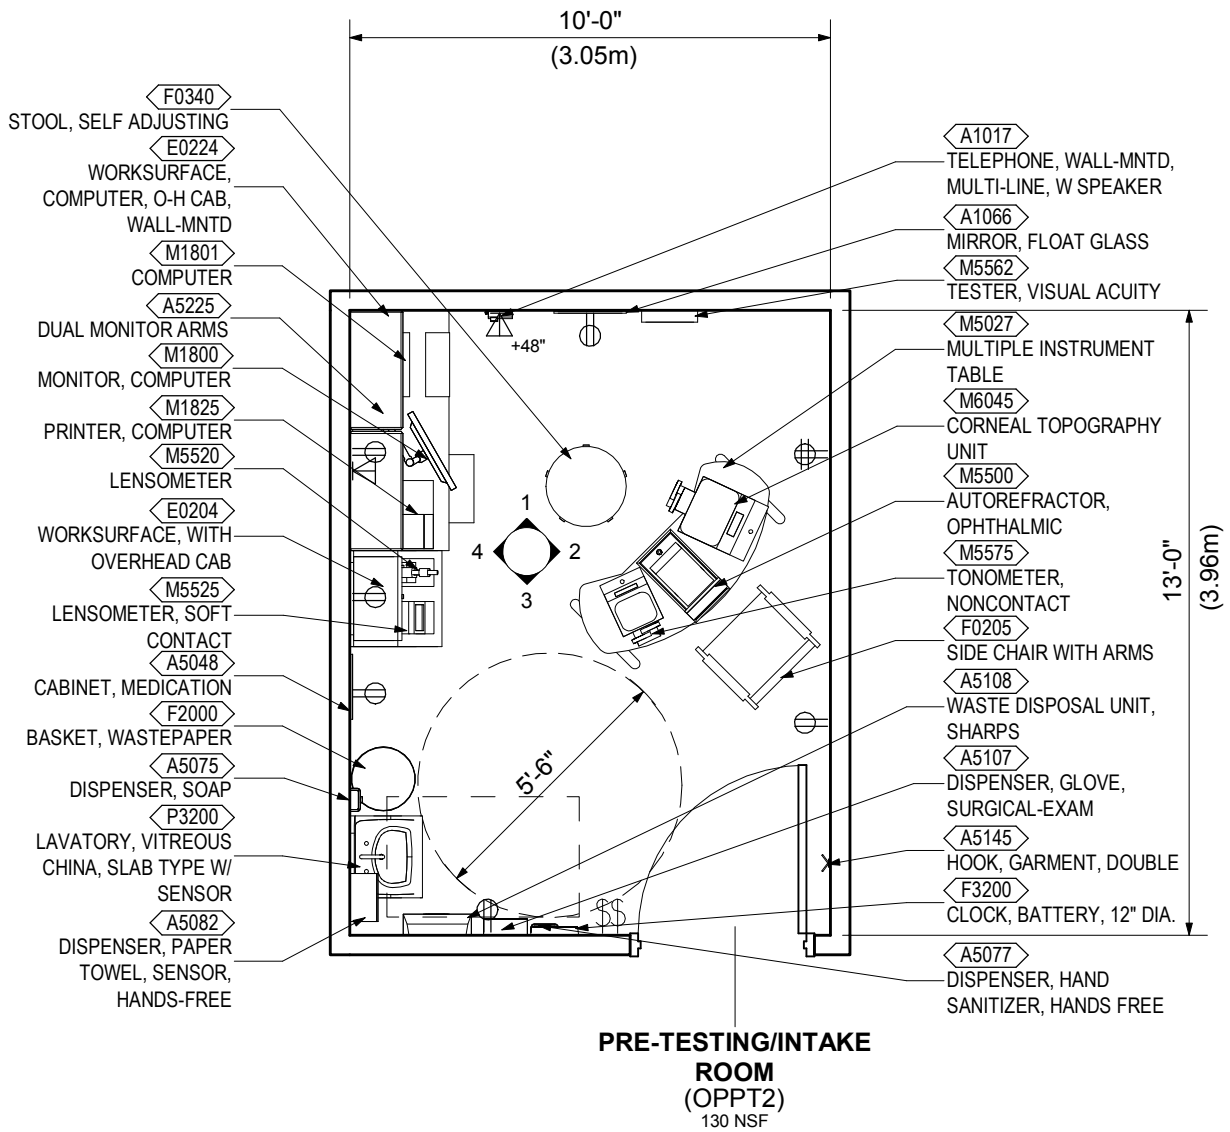 10'-0"
(3.05m)
F0340
STOOL, SELF ADJUSTING
E0224
WORKSURFACE,
COMPUTER, O-H CAB,
WALL-MNTD
M1801
COMPUTER
A5225
DUAL MONITOR ARMS
M1800
MONITOR, COMPUTER
M1825
PRINTER, COMPUTER
M5520
LENSOMETER
E0204
WORKSURFACE, WITH
OVERHEAD CAB
M5525
LENSOMETER, SOFT
CONTACT
A5048
CABINET, MEDICATION
F2000
BASKET, WASTEPAPER
A5075
DISPENSER, SOAP
P3200
LAVATORY, VITREOUS
CHINA, SLAB TYPE W/
SENSOR
A5082
DISPENSER, PAPER
TOWEL, SENSOR,
HANDS-FREE
+48"
1
4
2
3
5'-6"
SS
A1017
TELEPHONE, WALL-MNTD,
MULTI-LINE, W SPEAKER
A1066
MIRROR, FLOAT GLASS
M5562
TESTER, VISUAL ACUITY
M5027
MULTIPLE INSTRUMENT
TABLE
M6045
CORNEAL TOPOGRAPHY
UNIT
M5500
AUTOREFRACTOR,
OPHTHALMIC
M5575
TONOMETER,
NONCONTACT
F0205
SIDE CHAIR WITH ARMS
A5108
WASTE DISPOSAL UNIT,
SHARPS
A5107
DISPENSER, GLOVE,
SURGICAL-EXAM
A5145
HOOK, GARMENT, DOUBLE
F3200
CLOCK, BATTERY, 12" DIA.
A5077
DISPENSER, HAND
SANITIZER, HANDS FREE
13'-0"
(3.96m)
PRE-TESTING/INTAKE
ROOM
(OPPT2)
130 NSF